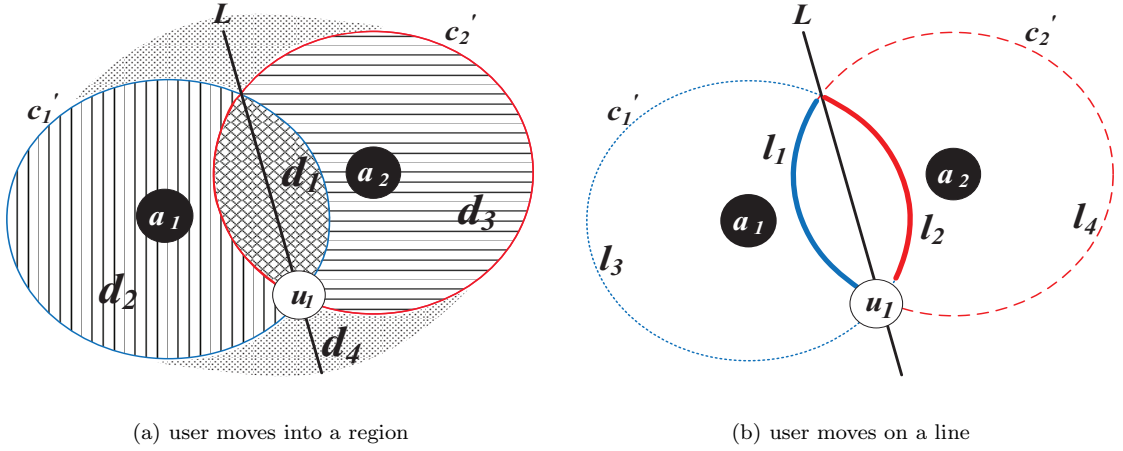 L
c₂'
c₁'
d₁
a₂
a₁
d₃
d₂
u₁
d₄
(a) user moves into a region
L
c₂'
c₁'
l₁
a₂
a₁
l₂
l₄
l₃
u₁
(b) user moves on a line